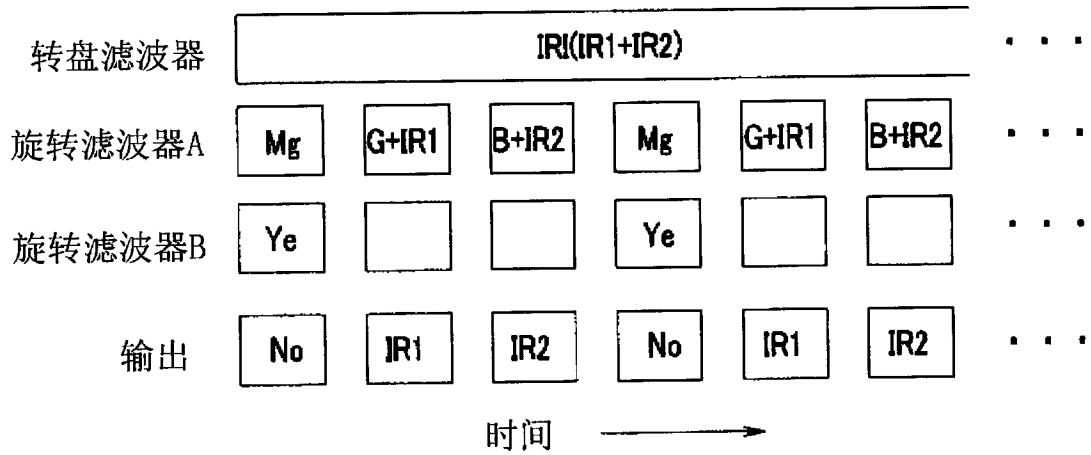 转盘滤波器 IRI(IR1+IR2) · · ·
旋转滤波器A Mg G+IR1 B+IR2 Mg G+IR1 B+IR2 · · ·
旋转滤波器B Ye Ye · · ·
输出 No IR1 IR2 No IR1 IR2 · · ·
时间